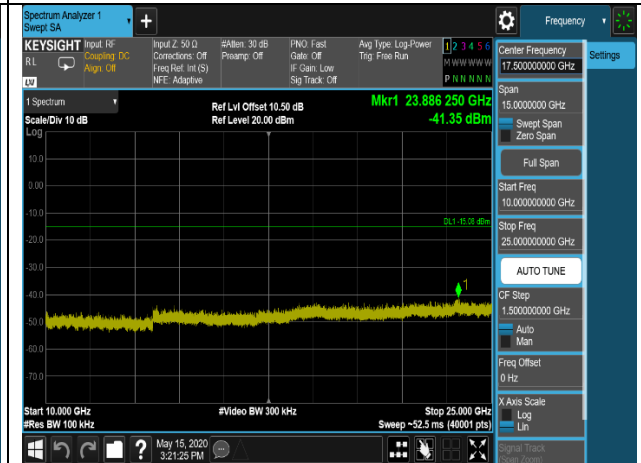 Spectrum Analyzer 1
Swept SA
+
Frequency
KEYSIGHT
RL
LXI
Input: RF
Coupling: DC
Align: Off
Input Z: 50 Ω
Corrections: Off
Freq Ref: Int (S)
NFE: Adaptive
#Atten: 30 dB
Preamp: Off
PNO: Fast
Gate: Off
IF Gain: Low
Sig Track: Off
Avg Type: Log-Power
Trig: Free Run
1 2 3 4 5 6
M W W W W W
P N N N N N
1 Spectrum
Scale/Div 10 dB
Ref Lvl Offset 10.50 dB
Ref Level 20.00 dBm
Mkr1 23.886 250 GHz
-41.35 dBm
Log
10.0
0.00
-10.0
DL1 -15.08 dBm
-20.0
-30.0
1
-40.0
-50.0
-60.0
-70.0
Start 10.000 GHz
#Video BW 300 kHz
Stop 25.000 GHz
#Res BW 100 kHz
Sweep ~52.5 ms (40001 pts)
May 15, 2020
3:21:25 PM
Center Frequency
17.500000000 GHz
Settings
Span
15.0000000 GHz
Swept Span
Zero Span
Full Span
Start Freq
10.000000000 GHz
Stop Freq
25.000000000 GHz
AUTO TUNE
CF Step
1.500000000 GHz
Auto
Man
Freq Offset
0 Hz
X Axis Scale
Log
Lin
Signal Track
(Span Zoom)